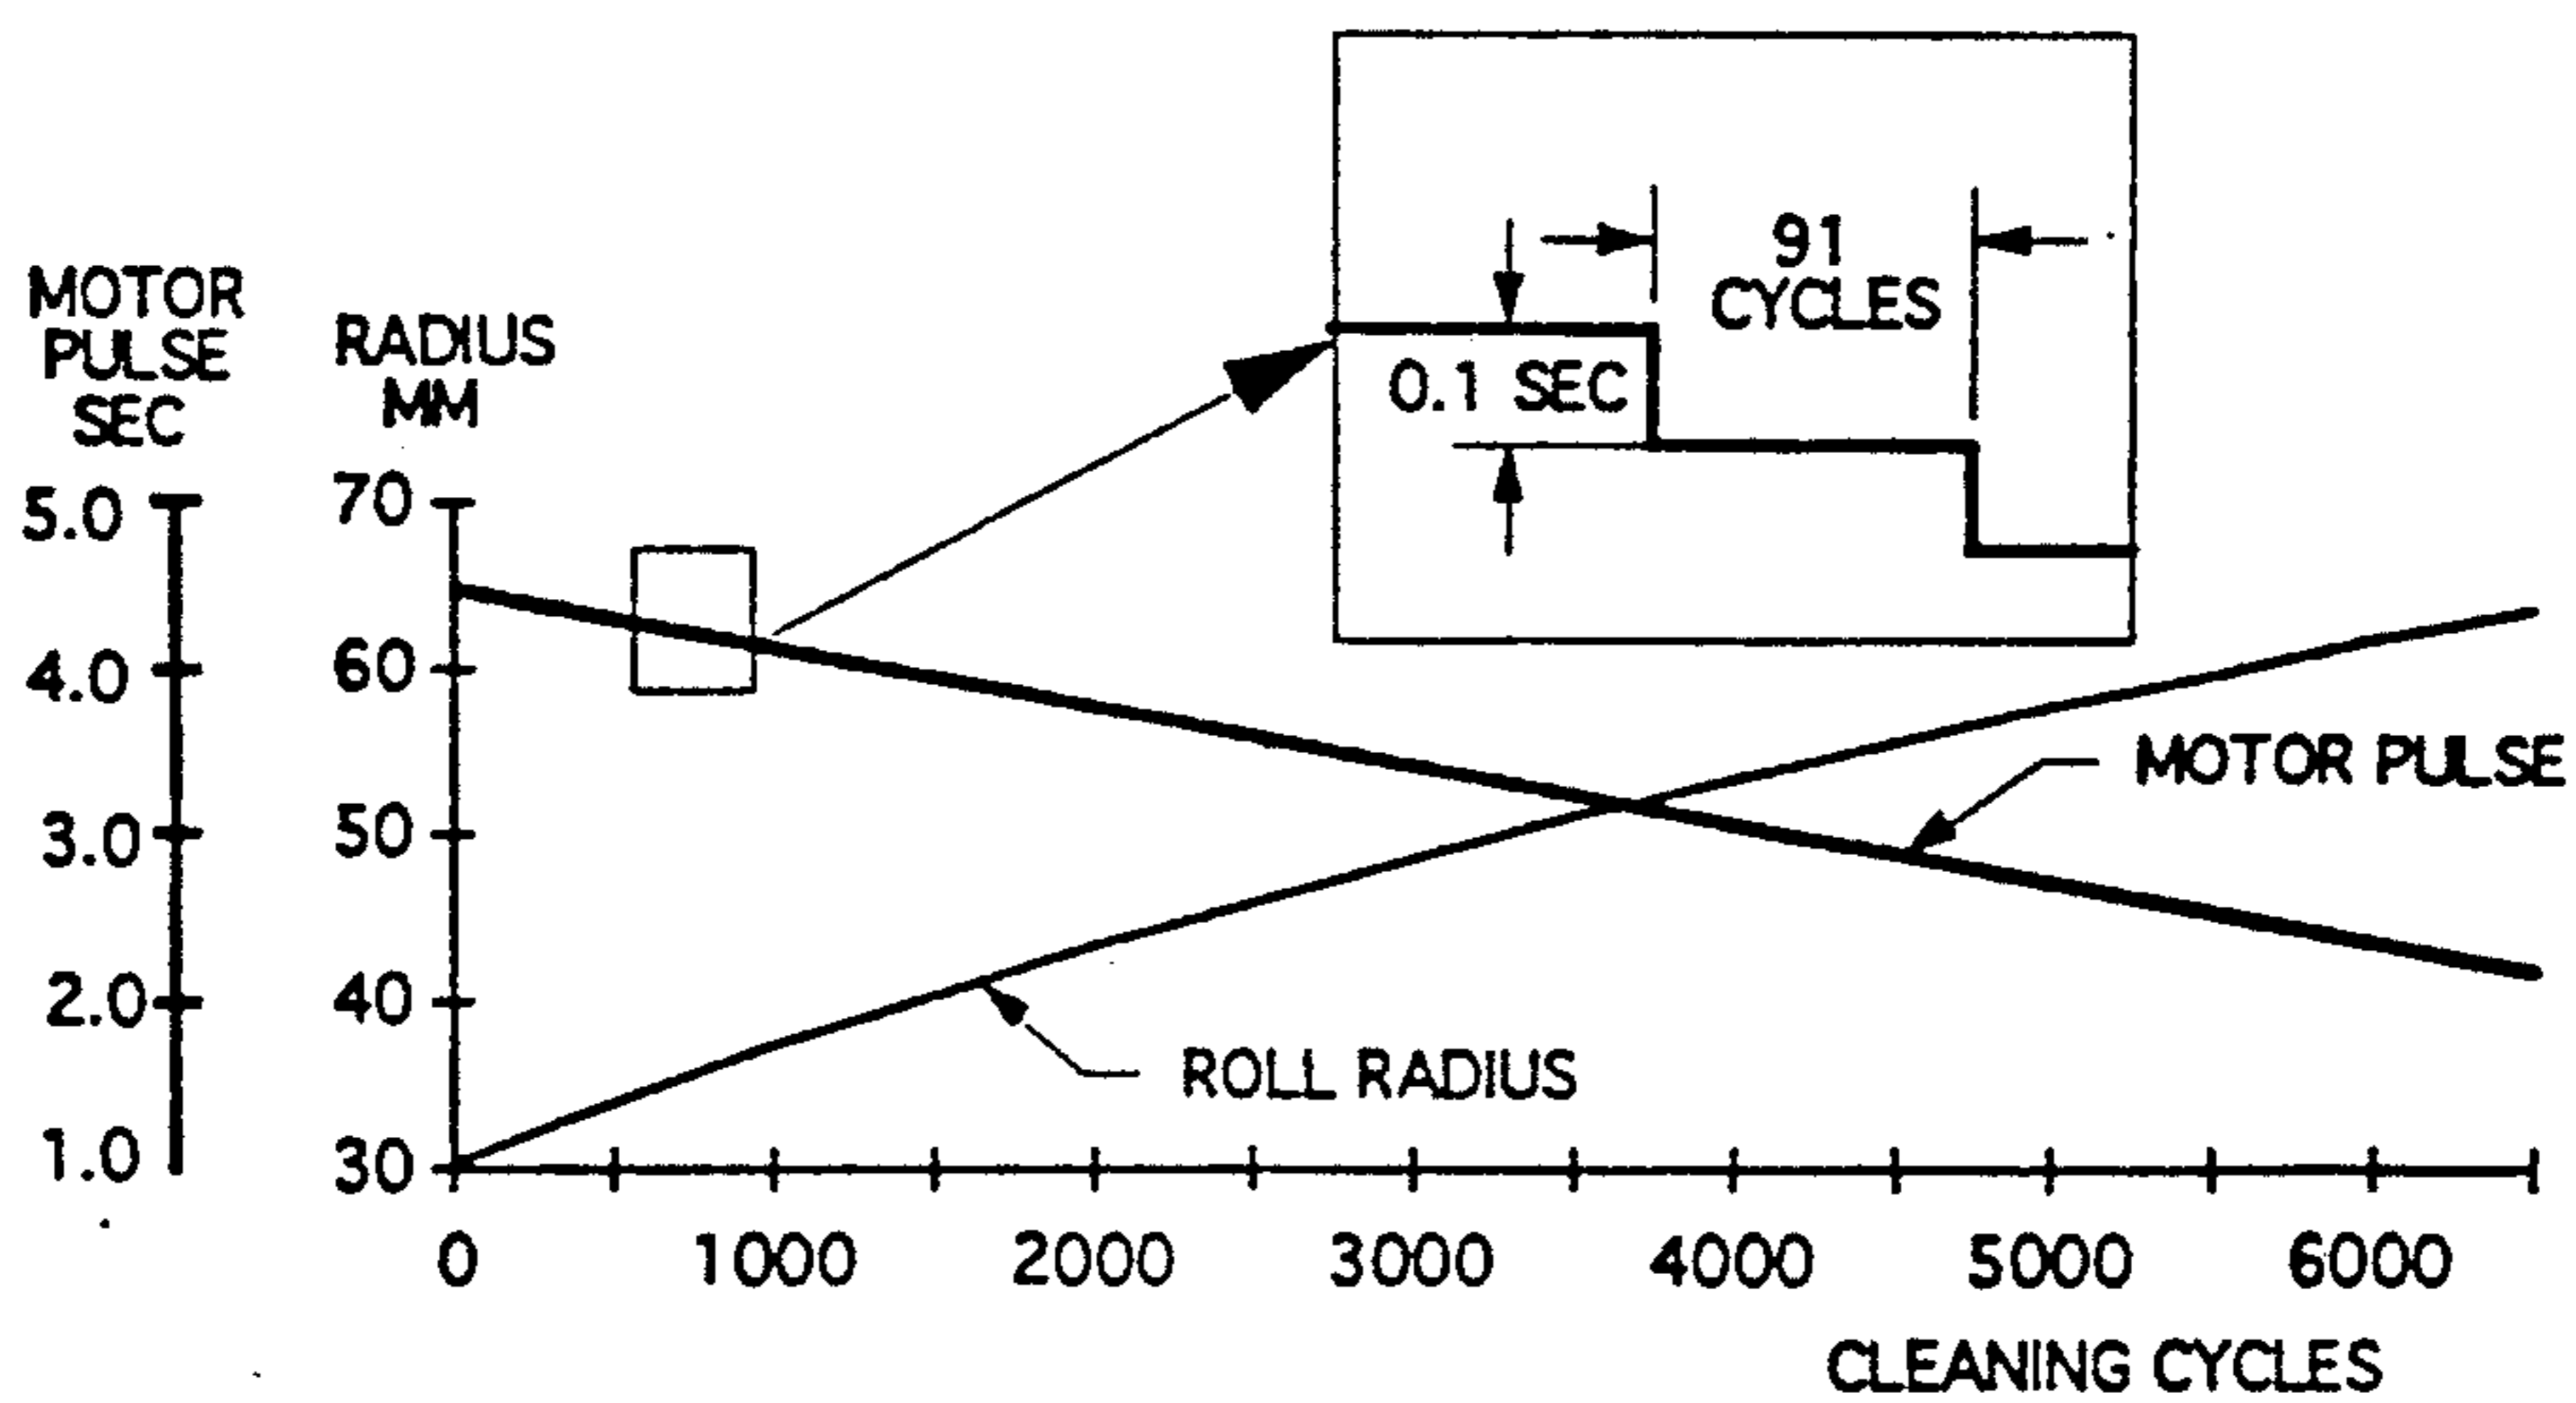 91
CYCLES
0.1 SEC
MOTOR
PULSE
SEC
RADIUS
MM
5.0
4.0
3.0
2.0
1.0
70
60
50
40
30
MOTOR PULSE
ROLL RADIUS
0 1000 2000 3000 4000 5000 6000
CLEANING CYCLES